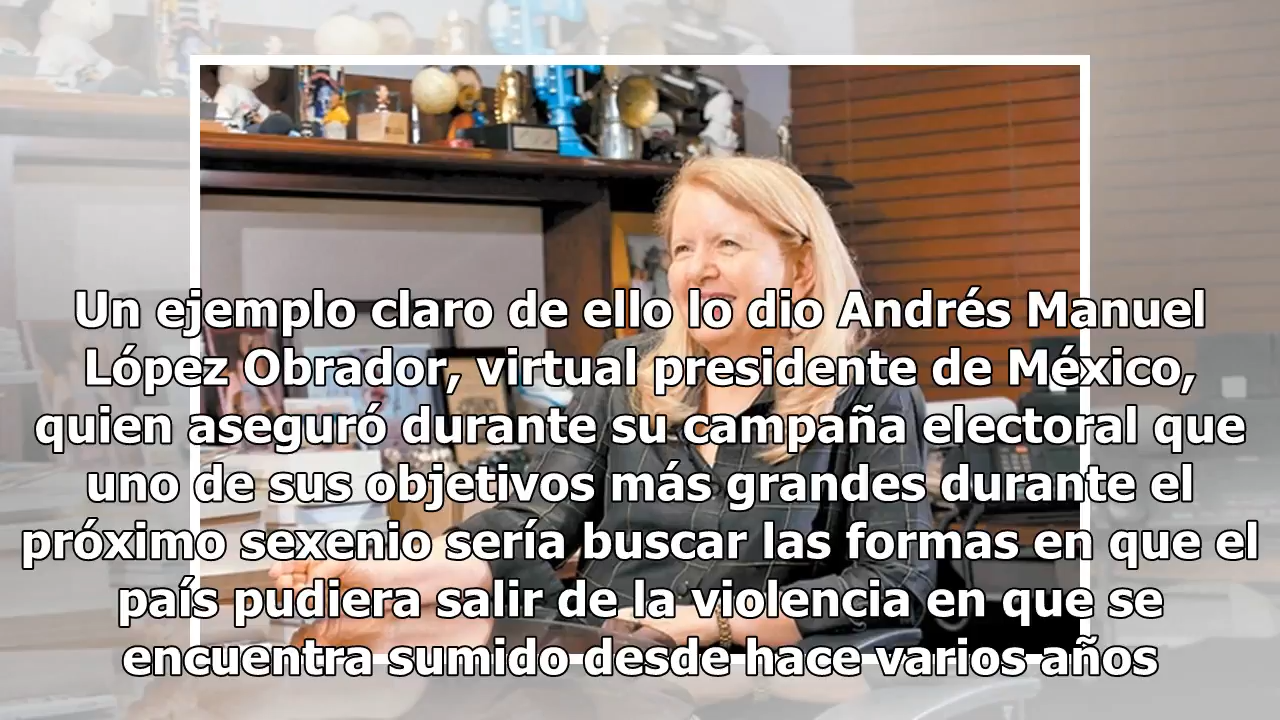 Un ejemplo claro de ello lo dio Andrés Manuel
López Obrador, virtual presidente de México,
quien aseguró durante su campaña electoral que
uno de sus objetivos más grandes durante el
próximo sexenio sería buscar las formas en que el
país pudiera salir de la violencia en que se
encuentra sumido desde hace varios años